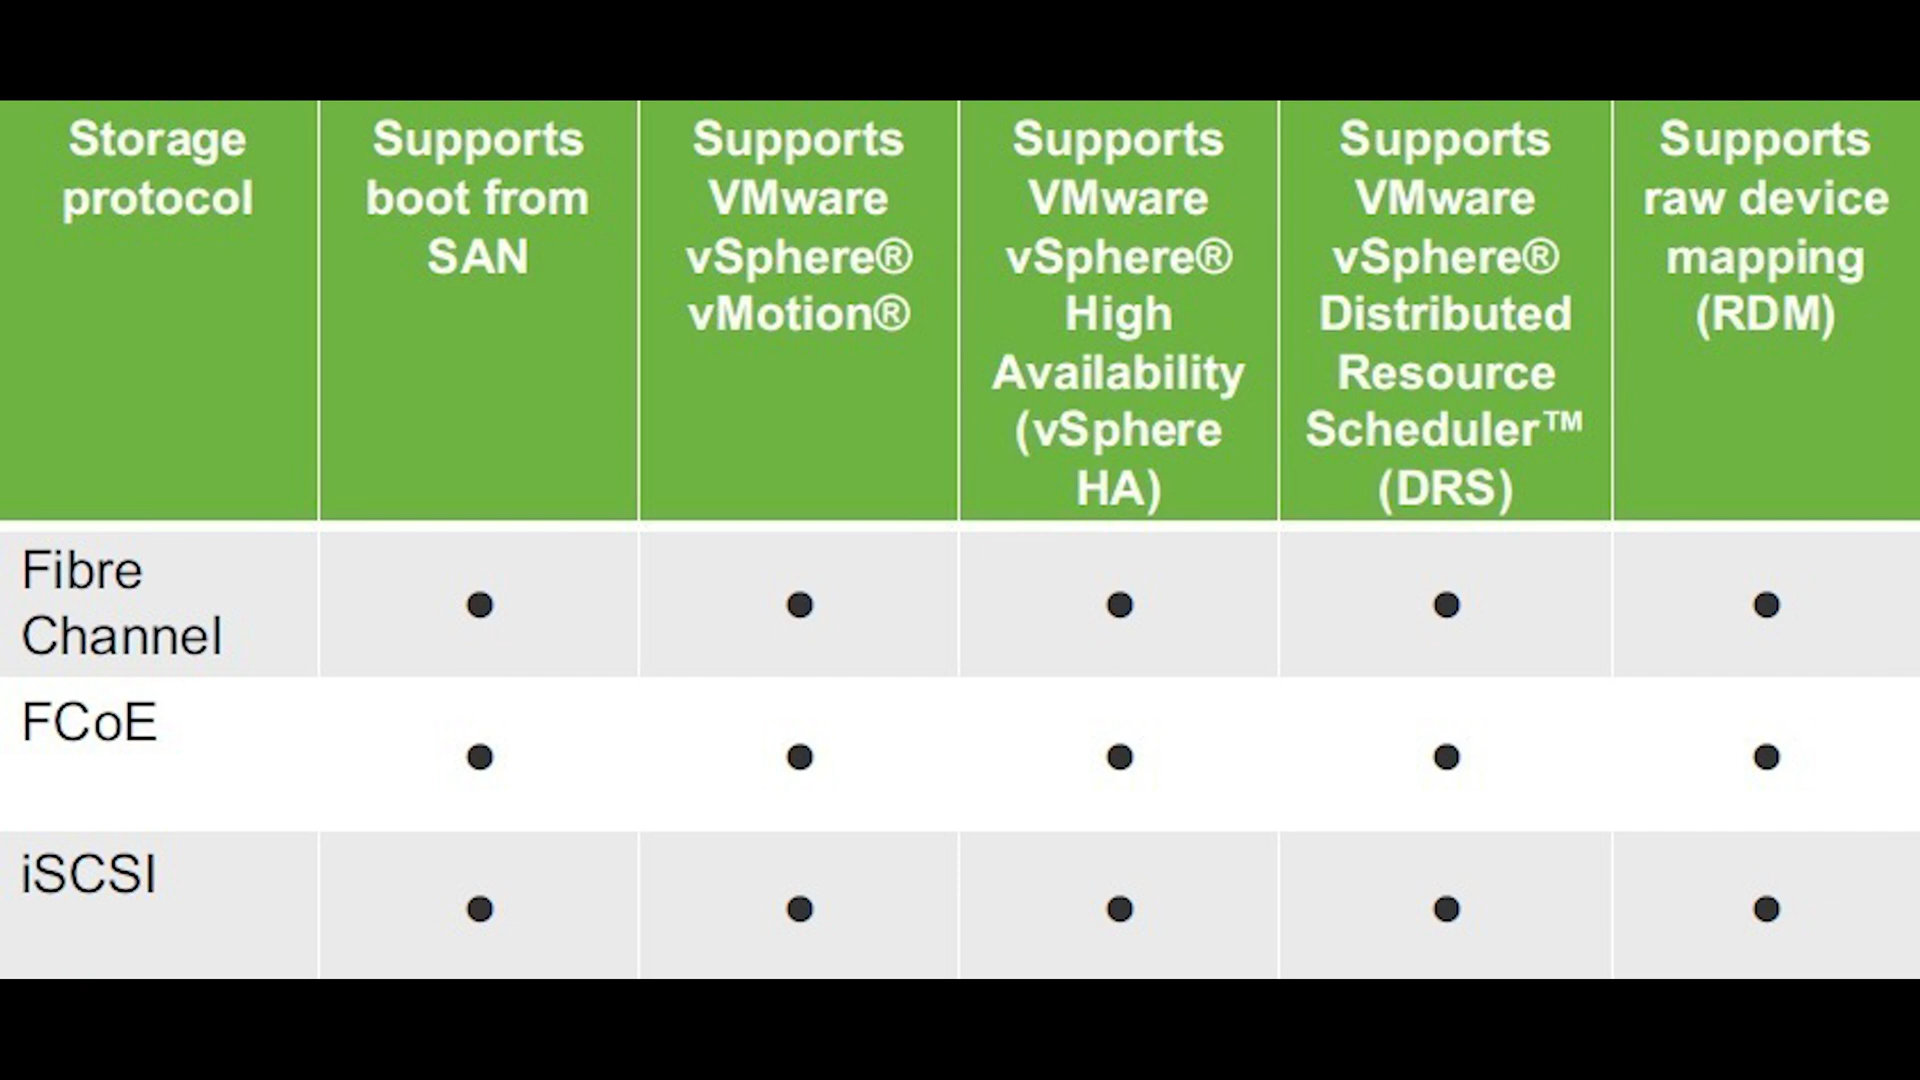 Storage
protocol
Supports
boot from
SAN
Supports
VMware
vSphere®
vMotion®
Supports
VMware
vSphere®
High
Availability
(vSphere
HA)
Supports
VMware
vSphere®
Distributed
Resource
Scheduler™
(DRS)
Supports
raw device
mapping
(RDM)
Fibre
Channel
● ● ● ● ●
FCoE
● ● ● ● ●
iSCSI
● ● ● ● ●